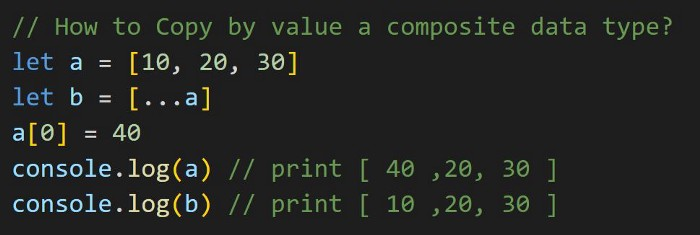 // How to Copy by value a composite data type?
let a = [10, 20, 30]
let b = [...a]
a[0] = 40
console.log(a) // print [ 40 ,20, 30 ]
console.log(b) // print [ 10 ,20, 30 ]